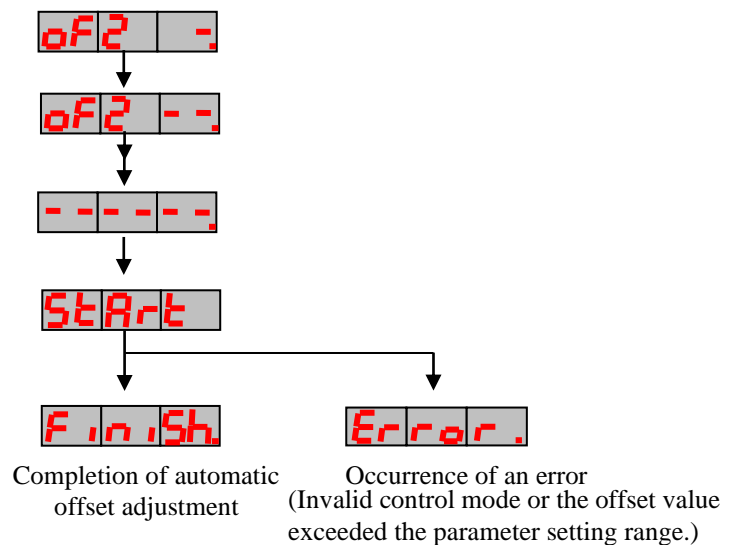 oF2 -.
oF2 - -.
- - - - - -.
StArt
FiniSh.
Error.
Completion of automatic
offset adjustment
Occurrence of an error
(Invalid control mode or the offset value
exceeded the parameter setting range.)